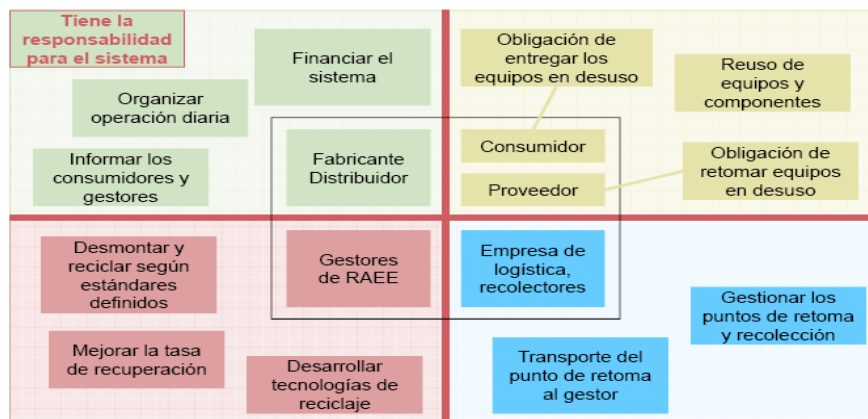 Tiene la
responsabilidad
para el sistema
Financiar el
sistema
Organizar
operación diaria
Informar los
consumidores y
gestores
Fabricante
Distribuidor
Obligación de
entregar los
equipos en desuso
Reuso de
equipos y
componentes
Consumidor
Proveedor
Obligación de
retomar equipos
en desuso
Desmontar y
reciclar según
estándares
definidos
Gestores
de RAEE
Mejorar la tasa
de recuperación
Desarrollar
tecnologías de
reciclaje
Empresa de
logística,
recolectores
Gestionar los
puntos de retoma
y recolección
Transporte del
punto de retoma
al gestor